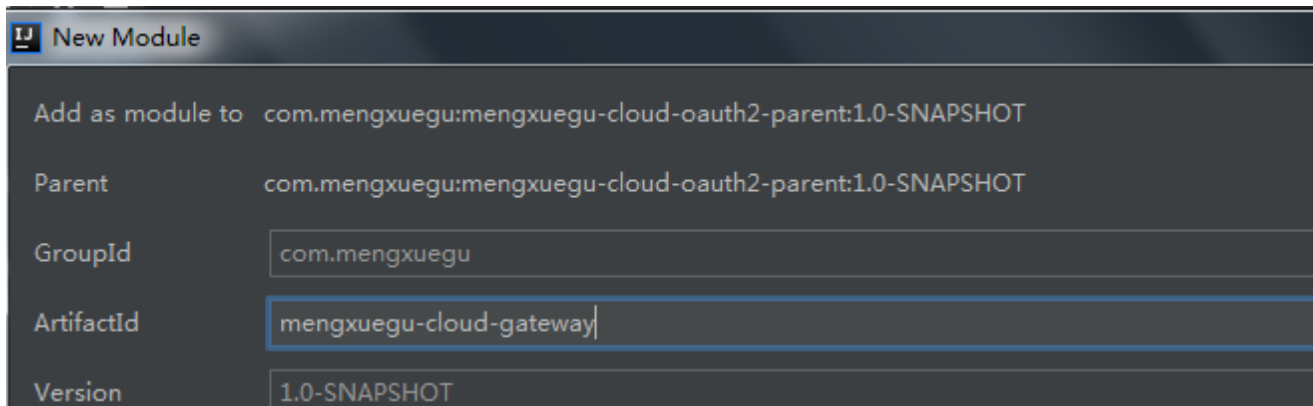 IJ New Module
Add as module to com.mengxuegu:mengxuegu-cloud-oauth2-parent:1.0-SNAPSHOT
Parent com.mengxuegu:mengxuegu-cloud-oauth2-parent:1.0-SNAPSHOT
GroupId com.mengxuegu
ArtifactId mengxuegu-cloud-gateway
Version 1.0-SNAPSHOT